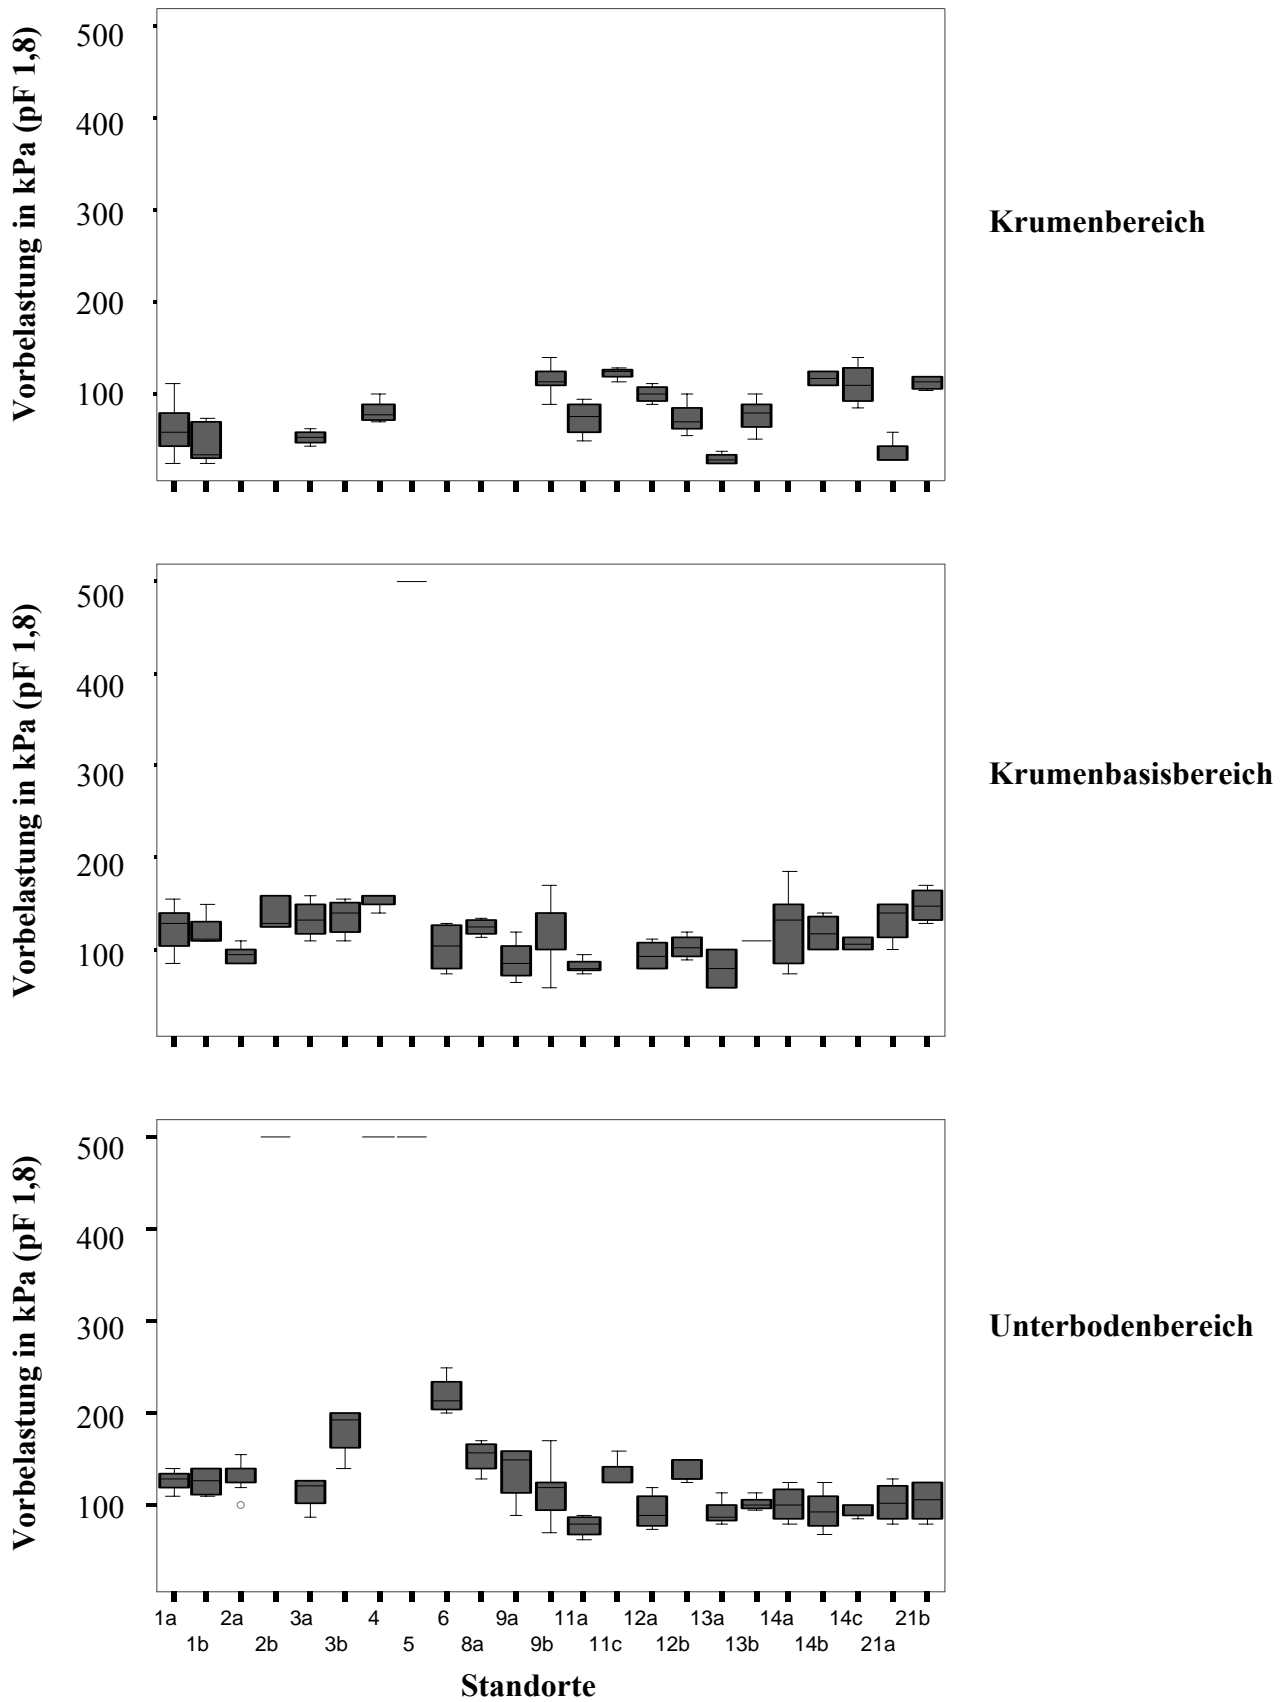 Vorbelastung in kPa (pF 1,8)
500
400
300
200
100
Krumenbereich
Vorbelastung in kPa (pF 1,8)
500
400
300
200
100
Krumenbasisbereich
Vorbelastung in kPa (pF 1,8)
500
400
300
200
100
Unterbodenbereich
1a 2a 3a 4 6 9a 11a 12a 13a 14a 14c 21b
1b 2b 3b 5 8a 9b 11c 12b 13b 14b 21a
Standorte